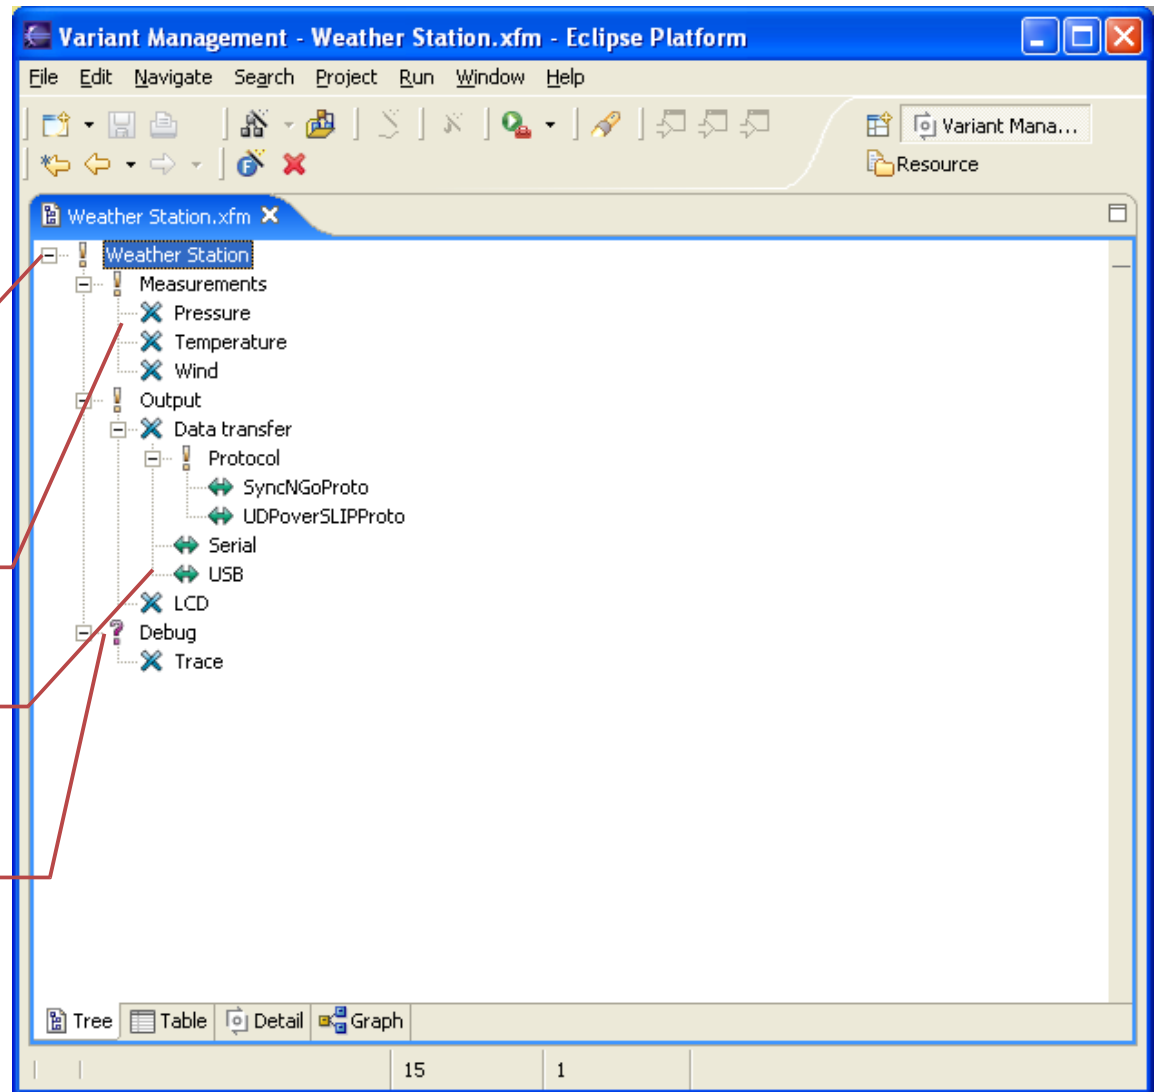 Variant Management - Weather Station.xfm - Eclipse Platform
File Edit Navigate Search Project Run Window Help
Variant Mana...
Resource
Weather Station.xfm
Weather Station
Measurements
Pressure
Temperature
Wind
Output
Data transfer
Protocol
SyncNGoProto
UDPoverSLIPProto
Serial
USB
LCD
Debug
Trace
Tree Table Detail Graph
15 1